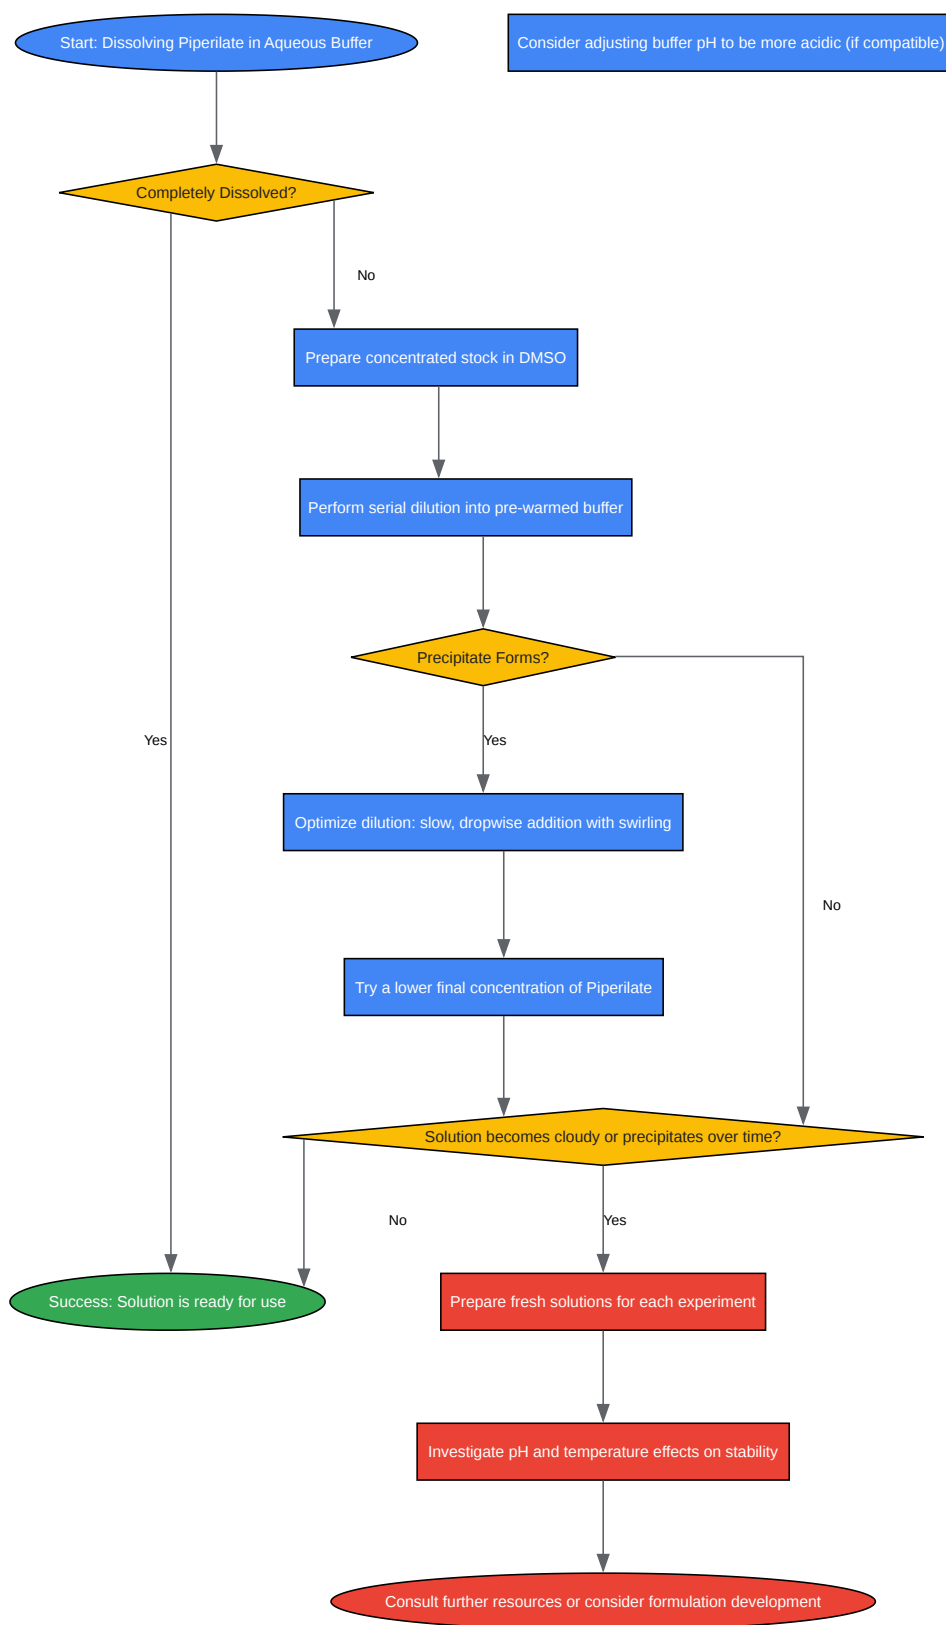 Start: Dissolving Piperilate in Aqueous Buffer
Consider adjusting buffer pH to be more acidic (if compatible)
Completely Dissolved?
No
Prepare concentrated stock in DMSO
Perform serial dilution into pre-warmed buffer
Precipitate Forms?
Yes
Yes
Optimize dilution: slow, dropwise addition with swirling
No
Try a lower final concentration of Piperilate
Solution becomes cloudy or precipitates over time?
No
Yes
Success: Solution is ready for use
Prepare fresh solutions for each experiment
Investigate pH and temperature effects on stability
Consult further resources or consider formulation development